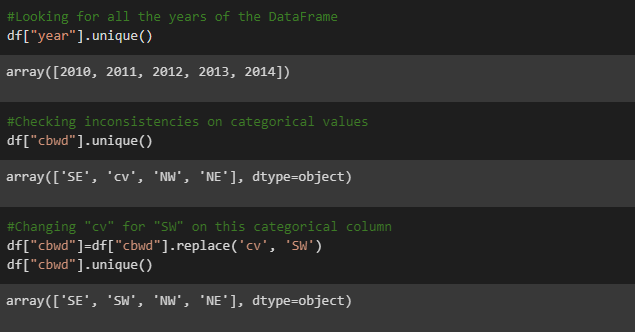 #Looking for all the years of the DataFrame
df["year"].unique()
array([2010, 2011, 2012, 2013, 2014])
#Checking inconsistencies on categorical values
df["cbwd"].unique()
array(['SE', 'cv', 'NW', 'NE'], dtype=object)
#Changing "cv" for "SW" on this categorical column
df["cbwd"]=df["cbwd"].replace('cv', 'SW')
df["cbwd"].unique()
array(['SE', 'SW', 'NW', 'NE'], dtype=object)